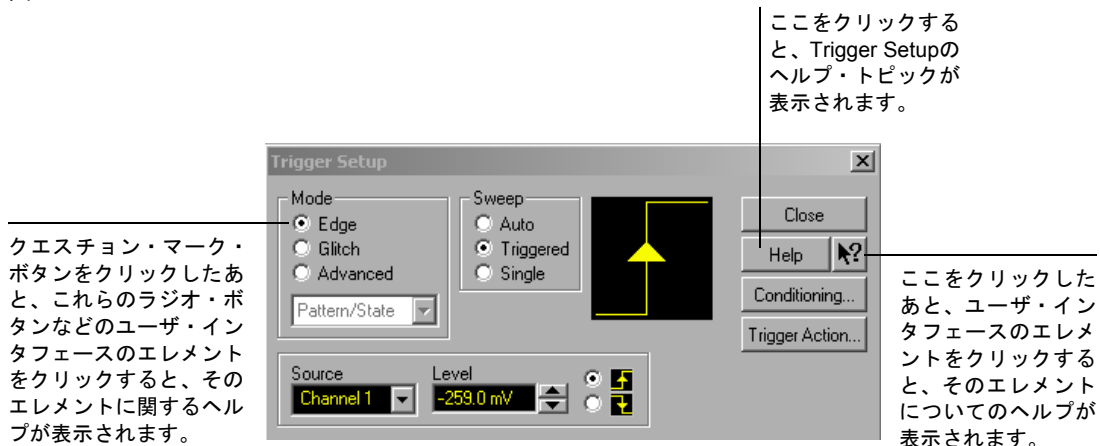 ここをクリックする
と、Trigger Setupの
ヘルプ・トピックが
表示されます。
Trigger Setup
Mode
Edge
Glitch
Advanced
Pattern/State
Sweep
Auto
Triggered
Single
Close
Help
?
Conditioning...
Trigger Action...
Source
Channel 1
Level
-259.0 mV
クエスチョン・マーク・
ボタンをクリックしたあ
と、これらのラジオ・ボ
タンなどのユーザ・イン
タフェースのエレメント
をクリックすると、その
エレメントに関するヘル
プが表示されます。
ここをクリックした
あと、ユーザ・イン
タフェースのエレメ
ントをクリックする
と、そのエレメント
についてのヘルプが
表示されます。